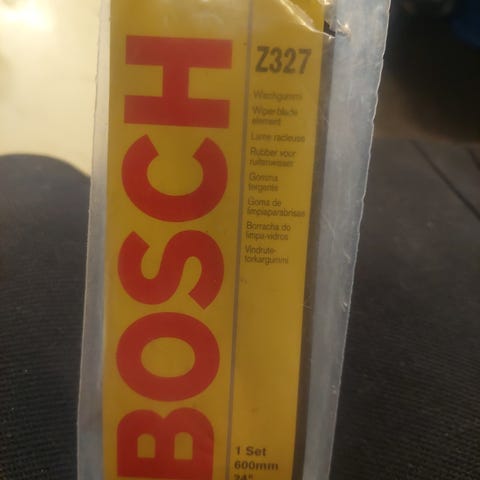 BOSCH
Z327
Wischgummi
Wiper blade
element
Lame racleuse
Rubber voor
ruitenwisser
Gomma
tergente
Goma de
limpiaparabrisas
Borracha do
limpa-vidros
Vindrute-
torkargummi
1 Set
600mm
24"